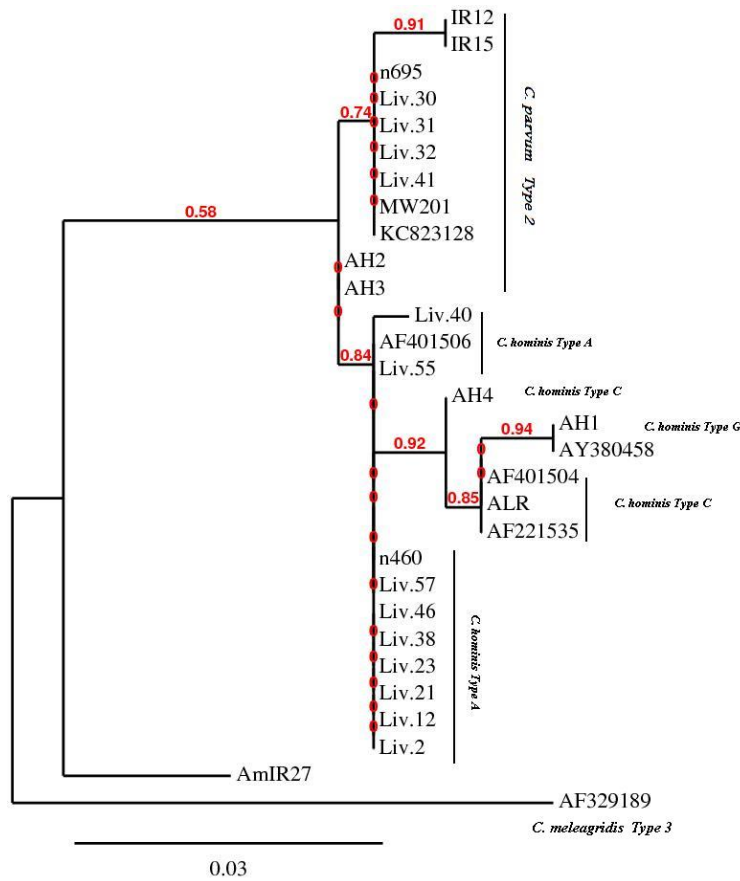 IR12
0.91
IR15
n695
Liv.30
0.74
Liv.31
Liv.32
Liv.41
MW201
KC823128
C. parvum Type 2
0.58
AH2
AH3
Liv.40
AF401506
C. hominis Type A
0.84
Liv.55
AH4
C. hominis Type C
AH1
C. hominis Type G
0.94
0.92
AY380458
AF401504
0.85
ALR
C. hominis Type C
AF221535
n460
Liv.57
Liv.46
Liv.38
Liv.23
Liv.21
Liv.12
Liv.2
C. hominis Type A
AmIR27
AF329189
C. meleagridis Type 3
0.03